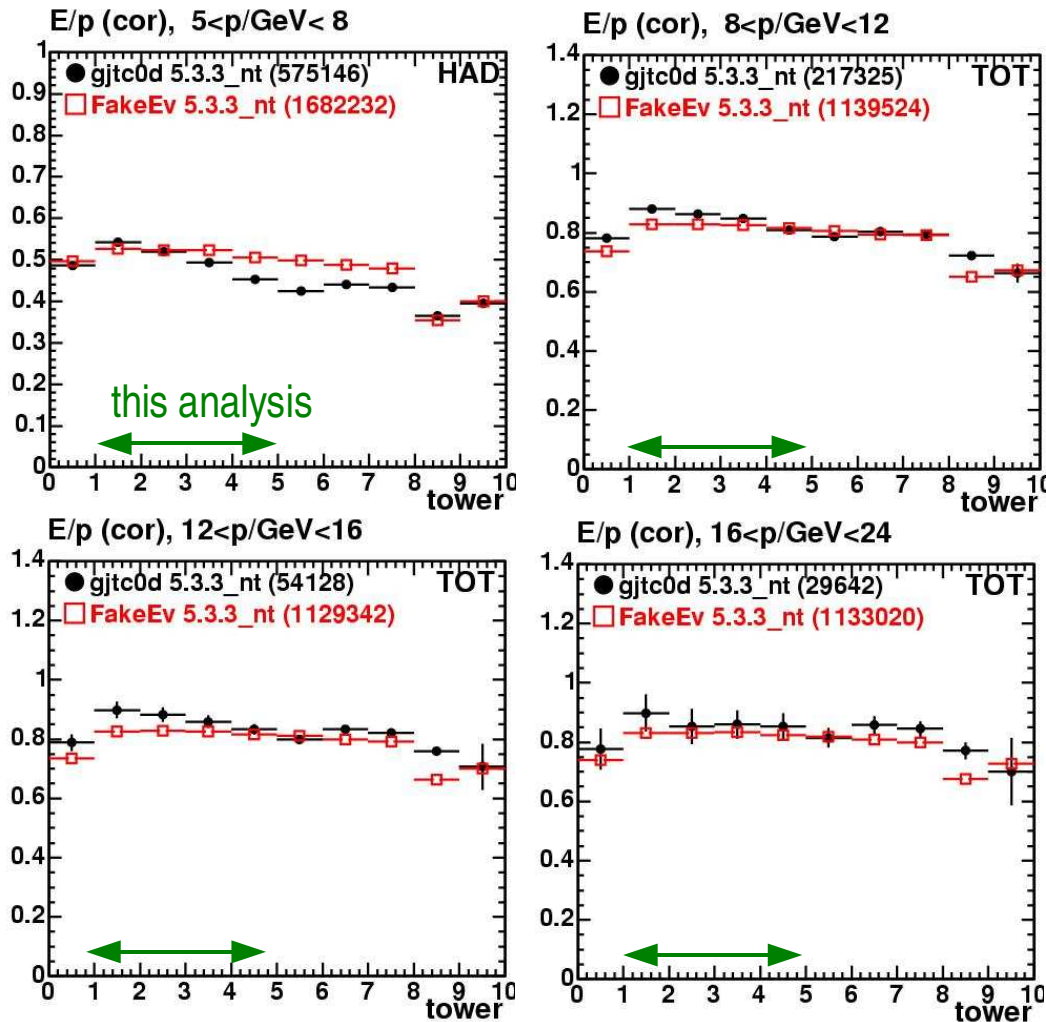 E/p (cor), 5<p/GeV< 8
1
0.9
0.8
0.7
0.6
0.5
0.4
0.3
0.2
0.1
0
gjtc0d 5.3.3_nt (575146)
HAD
FakeEv 5.3.3_nt (1682232)
this analysis
0 1 2 3 4 5 6 7 8 9 10
tower
E/p (cor), 8<p/GeV<12
1.4
1.2
1
0.8
0.6
0.4
0.2
0
gjtc0d 5.3.3_nt (217325)
TOT
FakeEv 5.3.3_nt (1139524)
0 1 2 3 4 5 6 7 8 9 10
tower
E/p (cor), 12<p/GeV<16
1.4
1.2
1
0.8
0.6
0.4
0.2
0
gjtc0d 5.3.3_nt (54128)
TOT
FakeEv 5.3.3_nt (1129342)
0 1 2 3 4 5 6 7 8 9 10
tower
E/p (cor), 16<p/GeV<24
1.4
1.2
1
0.8
0.6
0.4
0.2
0
gjtc0d 5.3.3_nt (29642)
TOT
FakeEv 5.3.3_nt (1133020)
0 1 2 3 4 5 6 7 8 9 10
tower